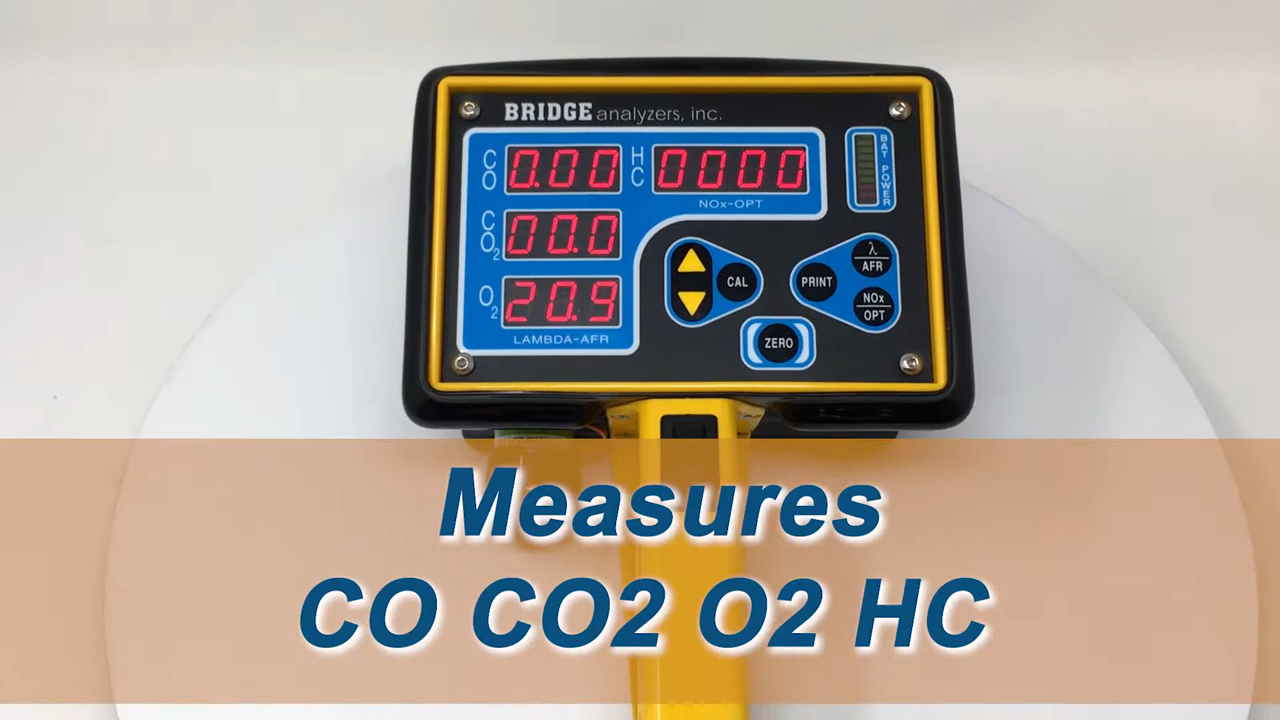 BRIDGE analyzers, inc.
CO 0.00 HC 0000
NOx-OPT
CO2 00.0
O2 20.9
LAMBDA-AFR
BAT POWER
CAL
PRINT
λ
AFR
NOx
OPT
ZERO
Measures
CO CO2 O2 HC